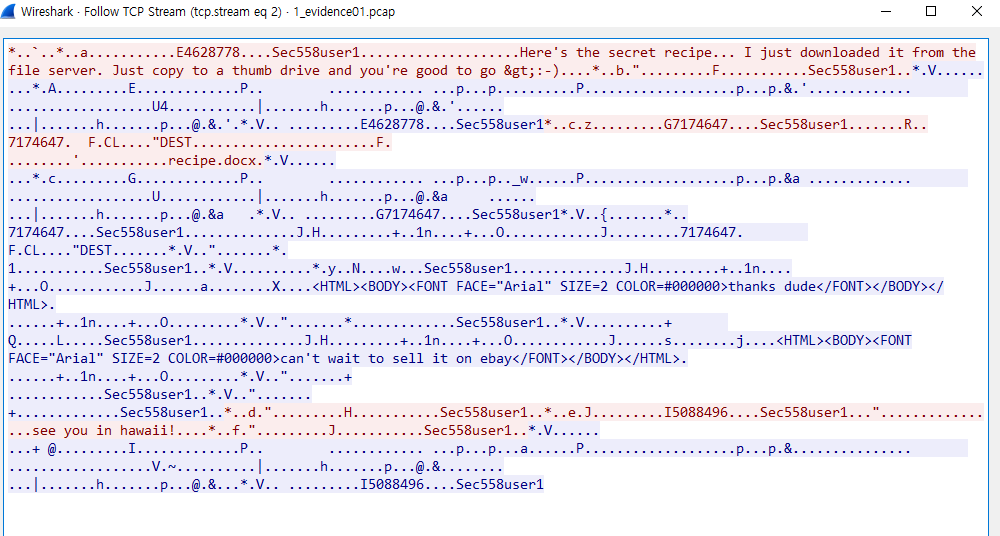 Wireshark · Follow TCP Stream (tcp.stream eq 2) · 1_evidence01.pcap
*..`..*..a...........E4628778....Sec558user1....................Here's the secret recipe... I just downloaded it from the
file server. Just copy to a thumb drive and you're good to go &gt;:-)....*..b.".........F...........Sec558user1..*.V......
...*.A.........E.............P.. ............ ...p...p..........P...................p...p.&.'.............
..................U4...........|.......h.......p...@.&.'......
...|.......h.......p...@.&.'.*.V.. .........E4628778....Sec558user1*..c.z.........G7174647....Sec558user1.......R..
7174647. F.CL...."DEST.......................F.
........'...........recipe.docx.*.V......
...*.c.........G.............P.. ............ ...p...p.._w......P...................p...p.&a .............
..................U............|.......h.......p...@.&a ......
...|.......h.......p...@.&a .*.V.. .........G7174647....Sec558user1*.V..{.......*..
7174647....Sec558user1..............J.H.........+..1n....+...O............J.........7174647.
F.CL...."DEST.......*.V..".......*.
1...........Sec558user1..*.V..........*.y..N....w...Sec558user1..............J.H.........+..1n....
+...O............J......a........X....<HTML><BODY><FONT FACE="Arial" SIZE=2 COLOR=#000000>thanks dude</FONT></BODY></
HTML>.
......+..1n....+...O.........*.V..".......*.............Sec558user1..*.V..........+
Q.....L.....Sec558user1..............J.H.........+..1n....+...O............J.......s........j....<HTML><BODY><FONT
FACE="Arial" SIZE=2 COLOR=#000000>can't wait to sell it on ebay</FONT></BODY></HTML>.
......+..1n....+...O.........*.V..".......+
............Sec558user1..*.V..".......
+.............Sec558user1..*..d.".........H...........Sec558user1..*..e.J.........I5088496....Sec558user1...".............
...see you in hawaii!....*..f.".........J...........Sec558user1..*.V......
...+ @.........I.............P.. ............ ...p...p...a......P...................p...p.&...............
..................V.~..........|.......h.......p...@.&........
...|.......h.......p...@.&...*.V.. .........I5088496....Sec558user1